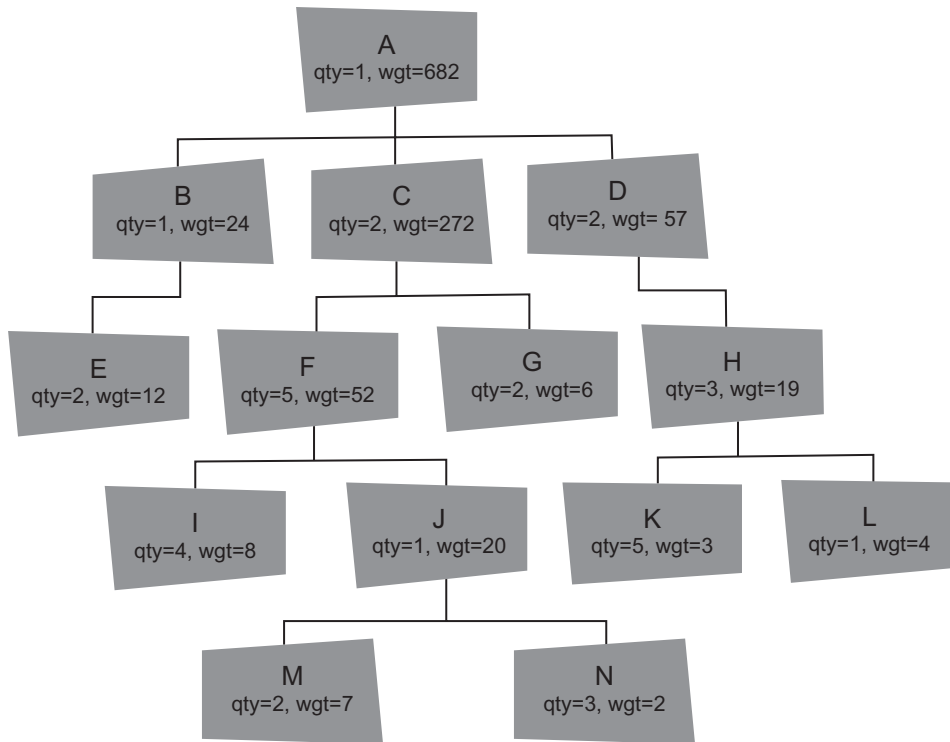 A
qty=1, wgt=682
B
qty=1, wgt=24
C
qty=2, wgt=272
D
qty=2, wgt= 57
E
qty=2, wgt=12
F
qty=5, wgt=52
G
qty=2, wgt=6
H
qty=3, wgt=19
I
qty=4, wgt=8
J
qty=1, wgt=20
K
qty=5, wgt=3
L
qty=1, wgt=4
M
qty=2, wgt=7
N
qty=3, wgt=2